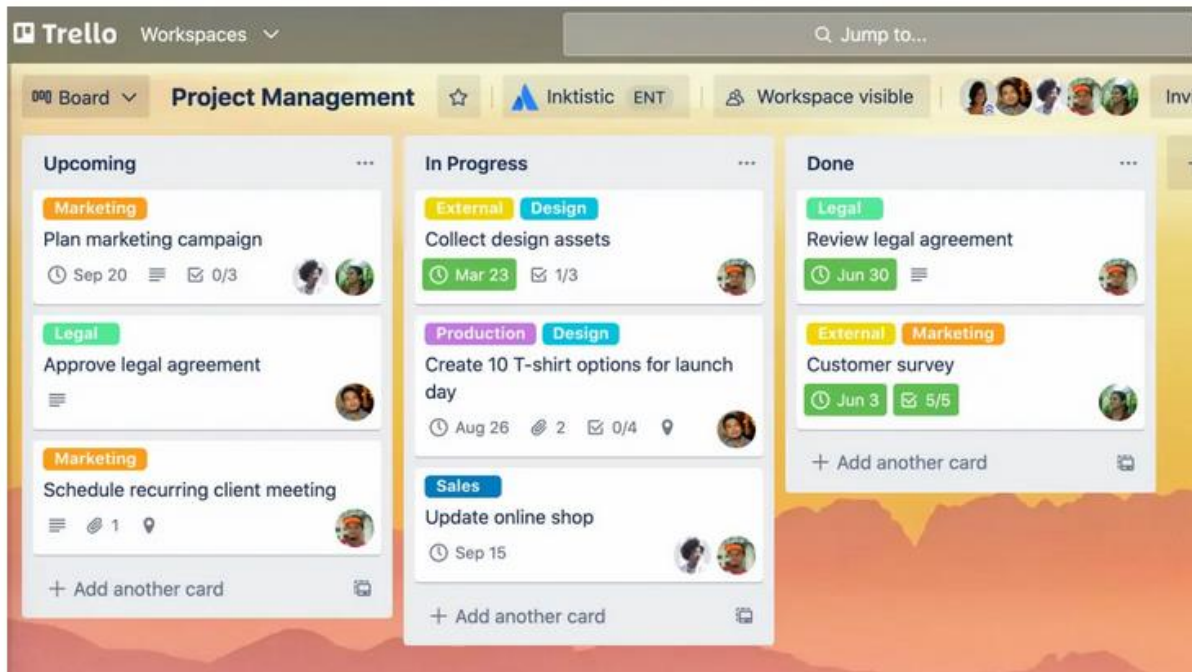 Trello Workspaces Jump to...
Board Project Management Inktistic ENT Workspace visible Inv
Upcoming
Marketing
Plan marketing campaign
Sep 20 0/3
Legal
Approve legal agreement
Marketing
Schedule recurring client meeting
1
+ Add another card
In Progress
External Design
Collect design assets
Mar 23 1/3
Production Design
Create 10 T-shirt options for launch
day
Aug 26 2 0/4
Sales
Update online shop
Sep 15
+ Add another card
Done
Legal
Review legal agreement
Jun 30
External Marketing
Customer survey
Jun 3 5/5
+ Add another card